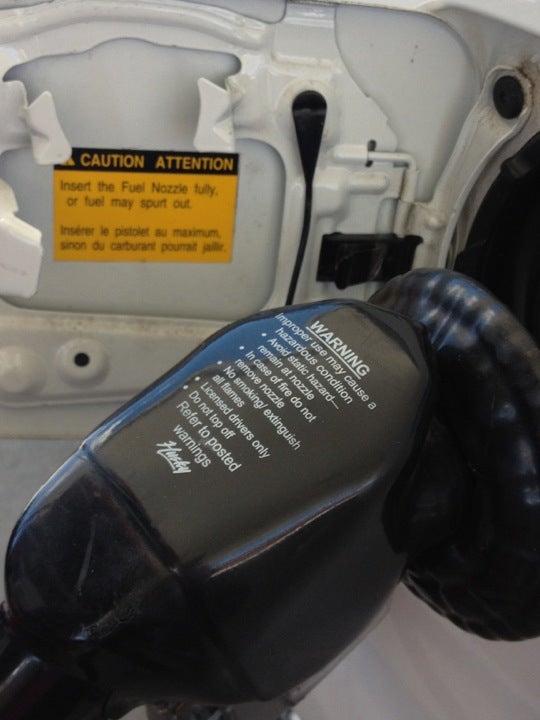 CAUTION ATTENTION
Insert the Fuel Nozzle fully,
or fuel may spurt out.
Insérer le pistolet au maximum,
sinon du carburant pourrait jaillir.
WARNING
Improper use may cause a
hazardous condition
• Avoid static hazard—
remain at nozzle
• In case of fire do not
remove nozzle
• No smoking/extinguish
all flames
• Licensed drivers only
• Do not top off
Refer to posted
warnings
Husky